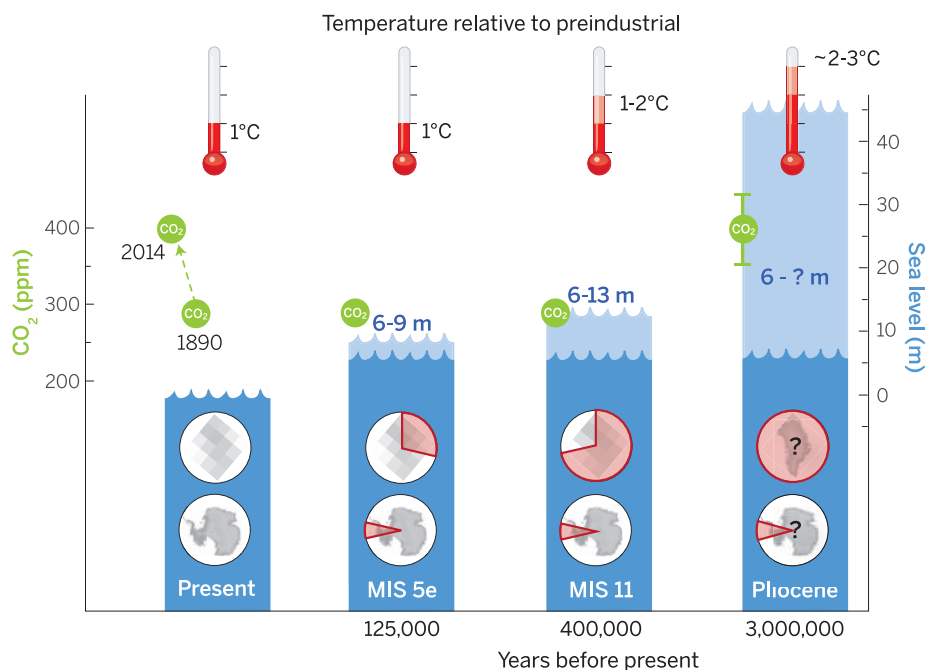 Temperature relative to preindustrial
1°C
1°C
1-2°C
~2-3°C
CO₂ (ppm)
400
300
200
CO₂
2014
CO₂
1890
CO₂
6-9 m
CO₂
6-13 m
CO₂
6 - ? m
40
30
20
10
0
Sea level (m)
?
?
Present
MIS 5e
MIS 11
Pliocene
125,000
400,000
3,000,000
Years before present